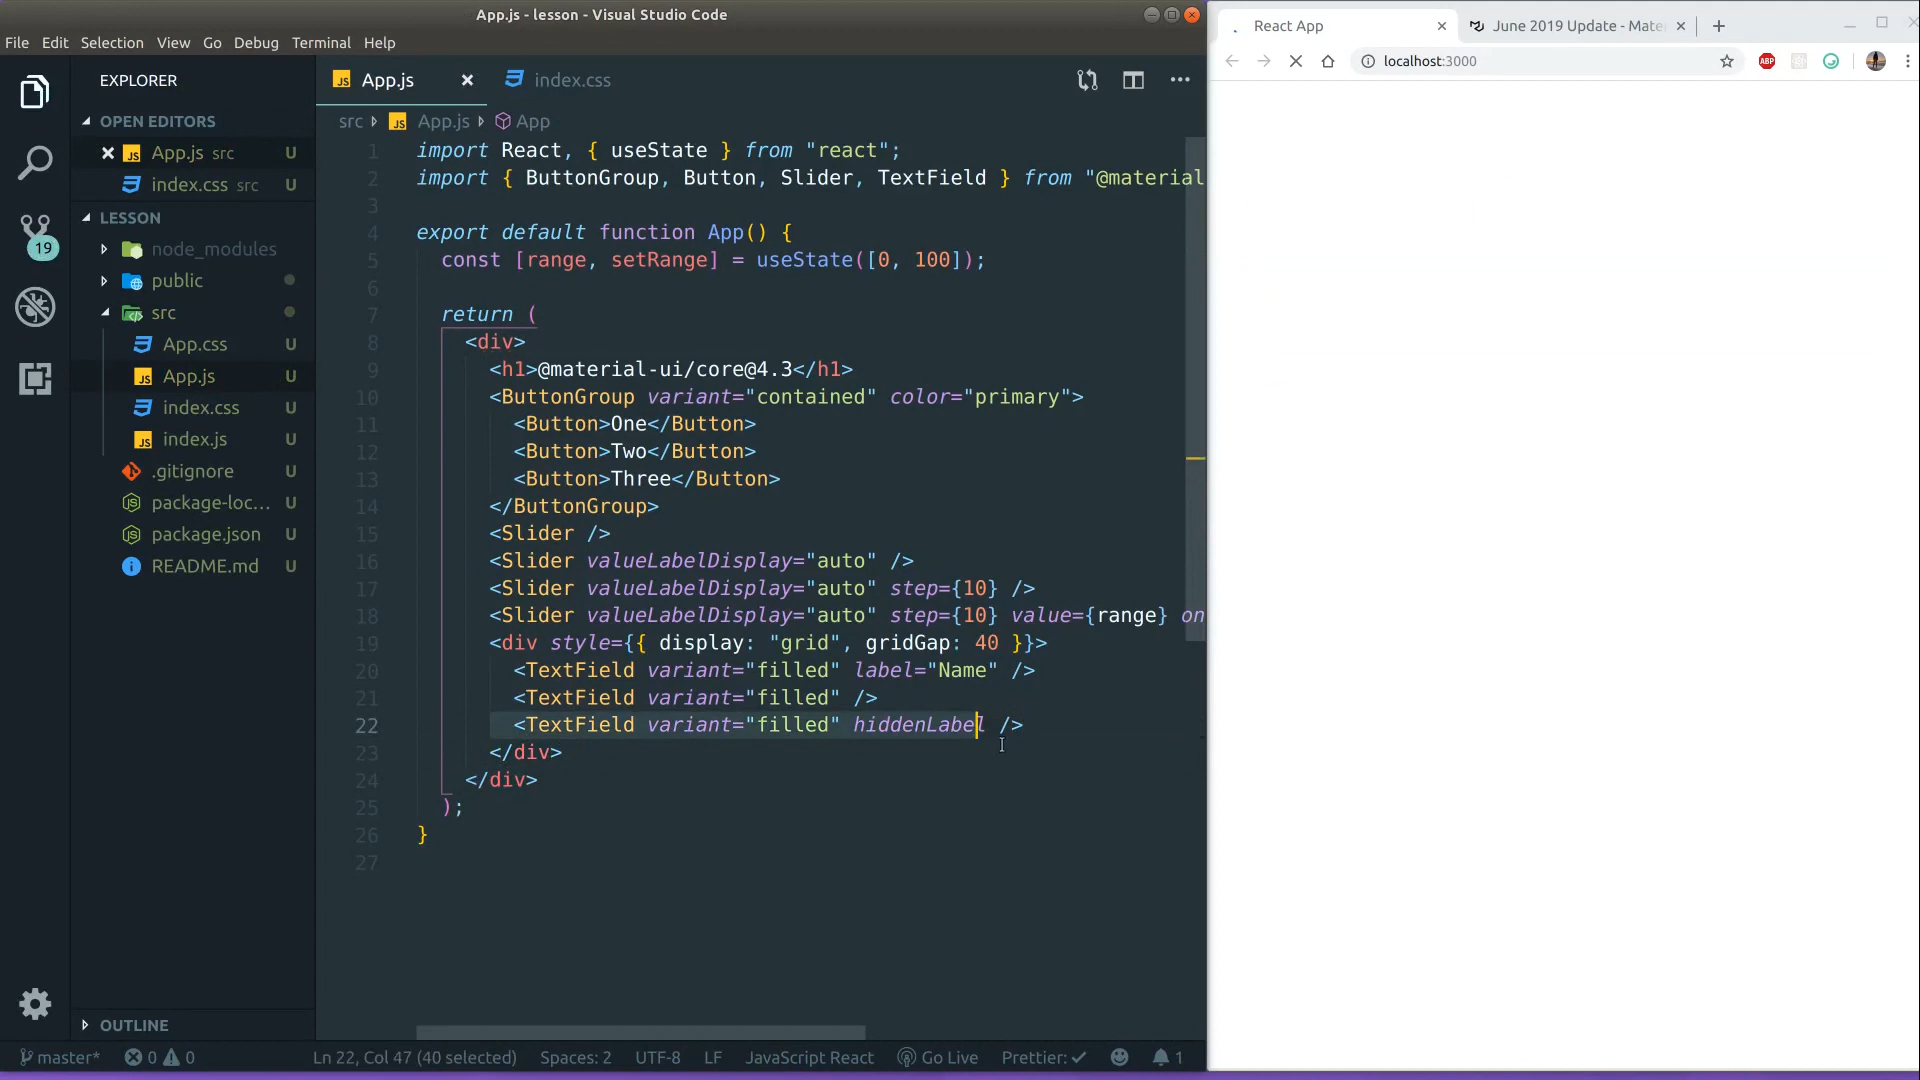 App.js - lesson - Visual Studio Code
File Edit Selection View Go Debug Terminal Help
EXPLORER
OPEN EDITORS
App.js src U
index.css src U
LESSON
node_modules
public
src
App.css U
App.js U
index.css U
index.js U
.gitignore U
package-loc... U
package.json U
README.md U
OUTLINE
19
App.js index.css
src App.js App
1 import React, { useState } from "react";
2 import { ButtonGroup, Button, Slider, TextField } from "@material
3
4 export default function App() {
5 const [range, setRange] = useState([0, 100]);
6
7 return (
8 <div>
9 <h1>@material-ui/core@4.3</h1>
10 <ButtonGroup variant="contained" color="primary">
11 <Button>One</Button>
12 <Button>Two</Button>
13 <Button>Three</Button>
14 </ButtonGroup>
15 <Slider />
16 <Slider valueLabelDisplay="auto" />
17 <Slider valueLabelDisplay="auto" step={10} />
18 <Slider valueLabelDisplay="auto" step={10} value={range} on
19 <div style={{ display: "grid", gridGap: 40 }}>
20 <TextField variant="filled" label="Name" />
21 <TextField variant="filled" />
22 <TextField variant="filled" hiddenLabel />
23 </div>
24 </div>
25 );
26 }
27
master* 0 0 Ln 22, Col 47 (40 selected) Spaces: 2 UTF-8 LF JavaScript React Go Live Prettier: ✓ 1
React App June 2019 Update - Mate
localhost:3000
ABP